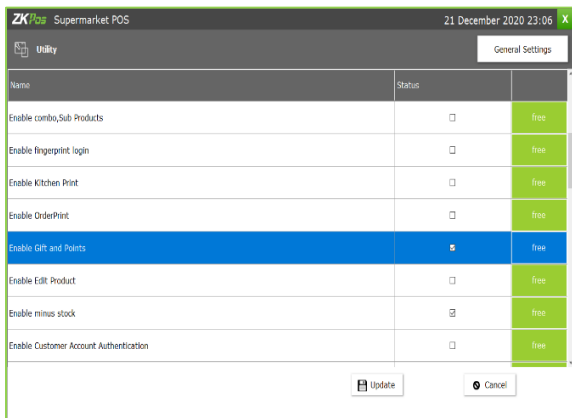 ZKPos Supermarket POS 21 December 2020 23:06 X
Utility General Settings
Name Status
Enable combo,Sub Products free
Enable fingerprint login free
Enable Kitchen Print free
Enable OrderPrint free
Enable Gift and Points free
Enable Edit Product free
Enable minus stock free
Enable Customer Account Authentication free
Update Cancel